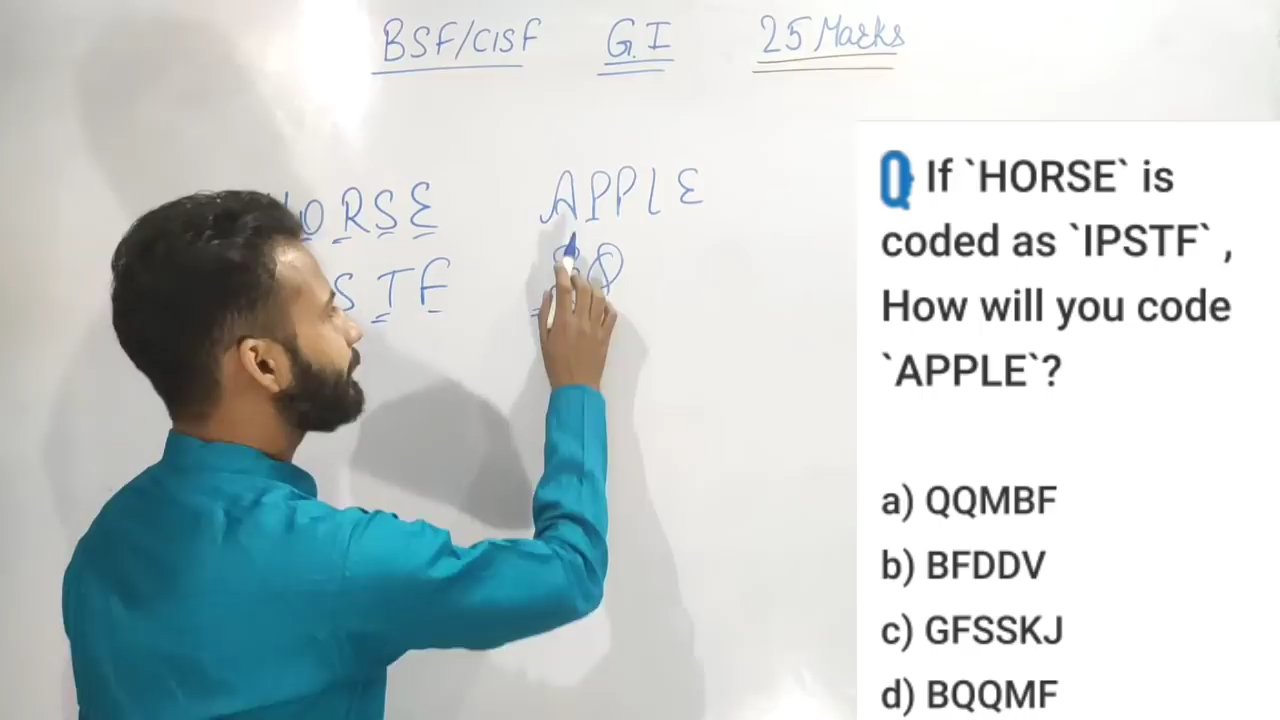 BSF/CISF G.I 25 Marks
ORSE APPLE
STF BQ
Q If `HORSE` is
coded as `IPSTF` ,
How will you code
`APPLE`?
a) QQMBF
b) BFDDV
c) GFSSKJ
d) BQQMF